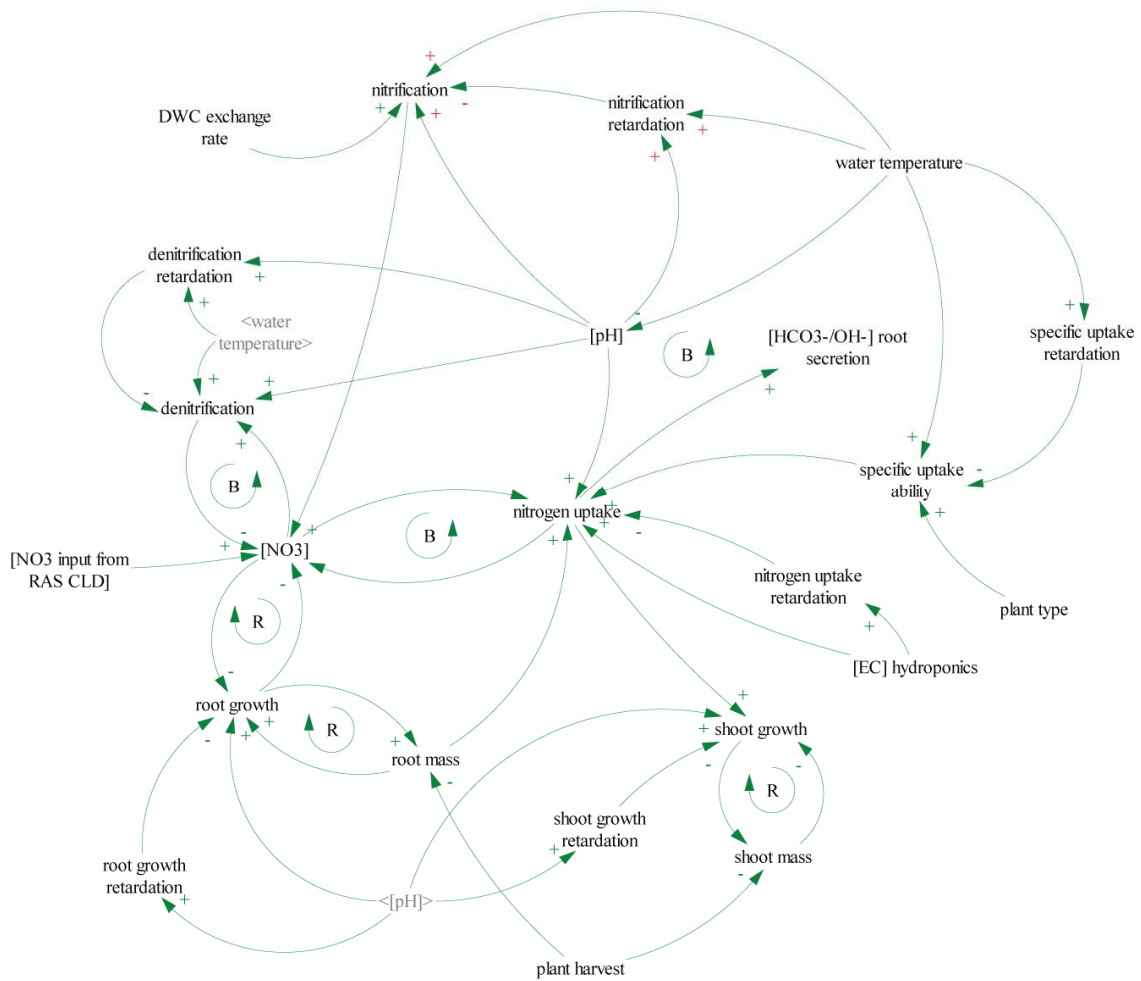 nitrification
DWC exchange
rate
nitrification
retardation
water temperature
denitrification
retardation
<water
temperature>
[pH]
[HCO3-/OH-] root
secretion
specific uptake
retardation
B
denitrification
B
specific uptake
ability
nitrogen uptake
B
[NO3]
[NO3 input from
RAS CLD]
nitrogen uptake
retardation
plant type
R
[EC] hydroponics
root growth
R
shoot growth
root mass
R
shoot growth
retardation
shoot mass
root growth
retardation
<[pH]>
plant harvest